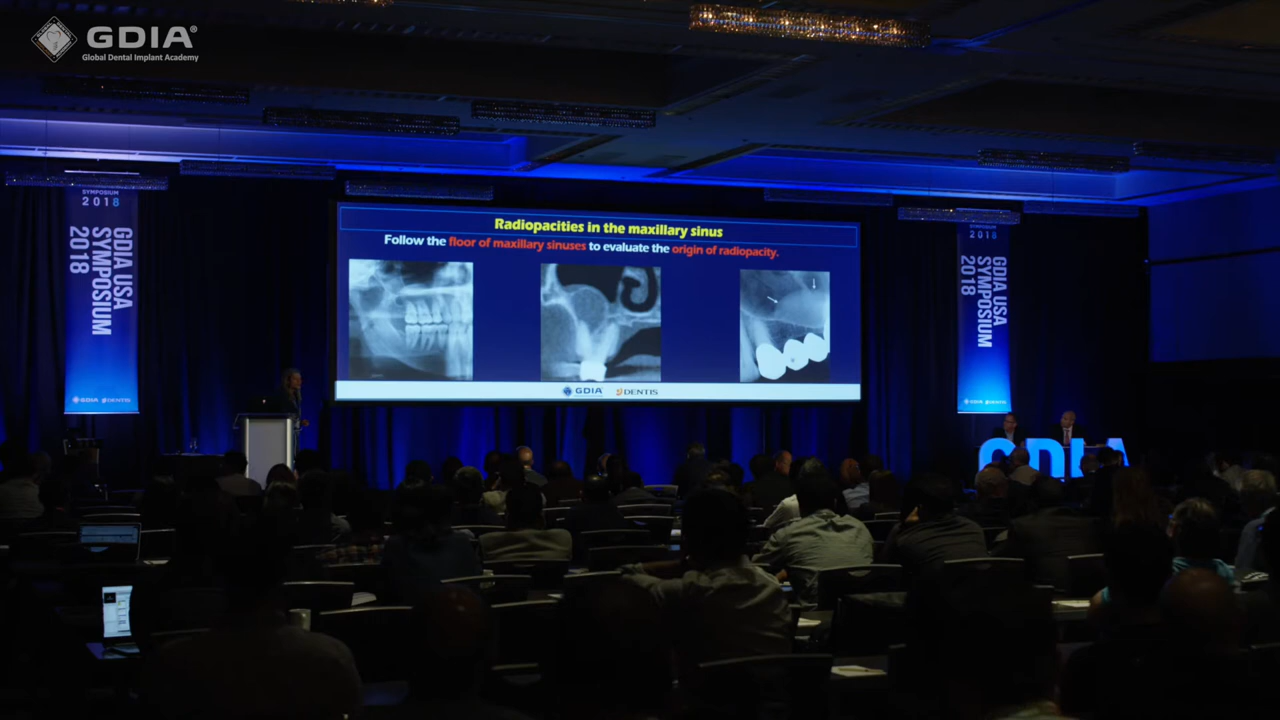 GDIA®
Global Dental Implant Academy
SYMPOSIUM
2018
GDIA USA
SYMPOSIUM
2018
GDIA DENTIS
Radiopacities in the maxillary sinus
Follow the floor of maxillary sinuses to evaluate the origin of radiopacity.
GDIA DENTIS
SYMPOSIUM
2018
GDIA USA
SYMPOSIUM
2018
GDIA DENTIS
GDIA